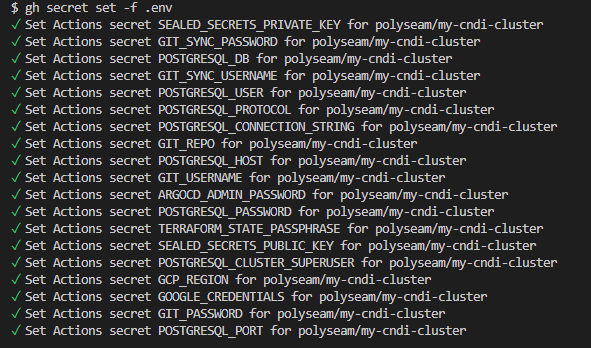 $ gh secret set -f .env
✓ Set Actions secret SEALED_SECRETS_PRIVATE_KEY for polyseam/my-cndi-cluster
✓ Set Actions secret GIT_SYNC_PASSWORD for polyseam/my-cndi-cluster
✓ Set Actions secret POSTGRESQL_DB for polyseam/my-cndi-cluster
✓ Set Actions secret GIT_SYNC_USERNAME for polyseam/my-cndi-cluster
✓ Set Actions secret POSTGRESQL_USER for polyseam/my-cndi-cluster
✓ Set Actions secret POSTGRESQL_PROTOCOL for polyseam/my-cndi-cluster
✓ Set Actions secret POSTGRESQL_CONNECTION_STRING for polyseam/my-cndi-cluster
✓ Set Actions secret GIT_REPO for polyseam/my-cndi-cluster
✓ Set Actions secret POSTGRESQL_HOST for polyseam/my-cndi-cluster
✓ Set Actions secret GIT_USERNAME for polyseam/my-cndi-cluster
✓ Set Actions secret ARGOCD_ADMIN_PASSWORD for polyseam/my-cndi-cluster
✓ Set Actions secret POSTGRESQL_PASSWORD for polyseam/my-cndi-cluster
✓ Set Actions secret TERRAFORM_STATE_PASSPHRASE for polyseam/my-cndi-cluster
✓ Set Actions secret SEALED_SECRETS_PUBLIC_KEY for polyseam/my-cndi-cluster
✓ Set Actions secret POSTGRESQL_CLUSTER_SUPERUSER for polyseam/my-cndi-cluster
✓ Set Actions secret GCP_REGION for polyseam/my-cndi-cluster
✓ Set Actions secret GOOGLE_CREDENTIALS for polyseam/my-cndi-cluster
✓ Set Actions secret GIT_PASSWORD for polyseam/my-cndi-cluster
✓ Set Actions secret POSTGRESQL_PORT for polyseam/my-cndi-cluster